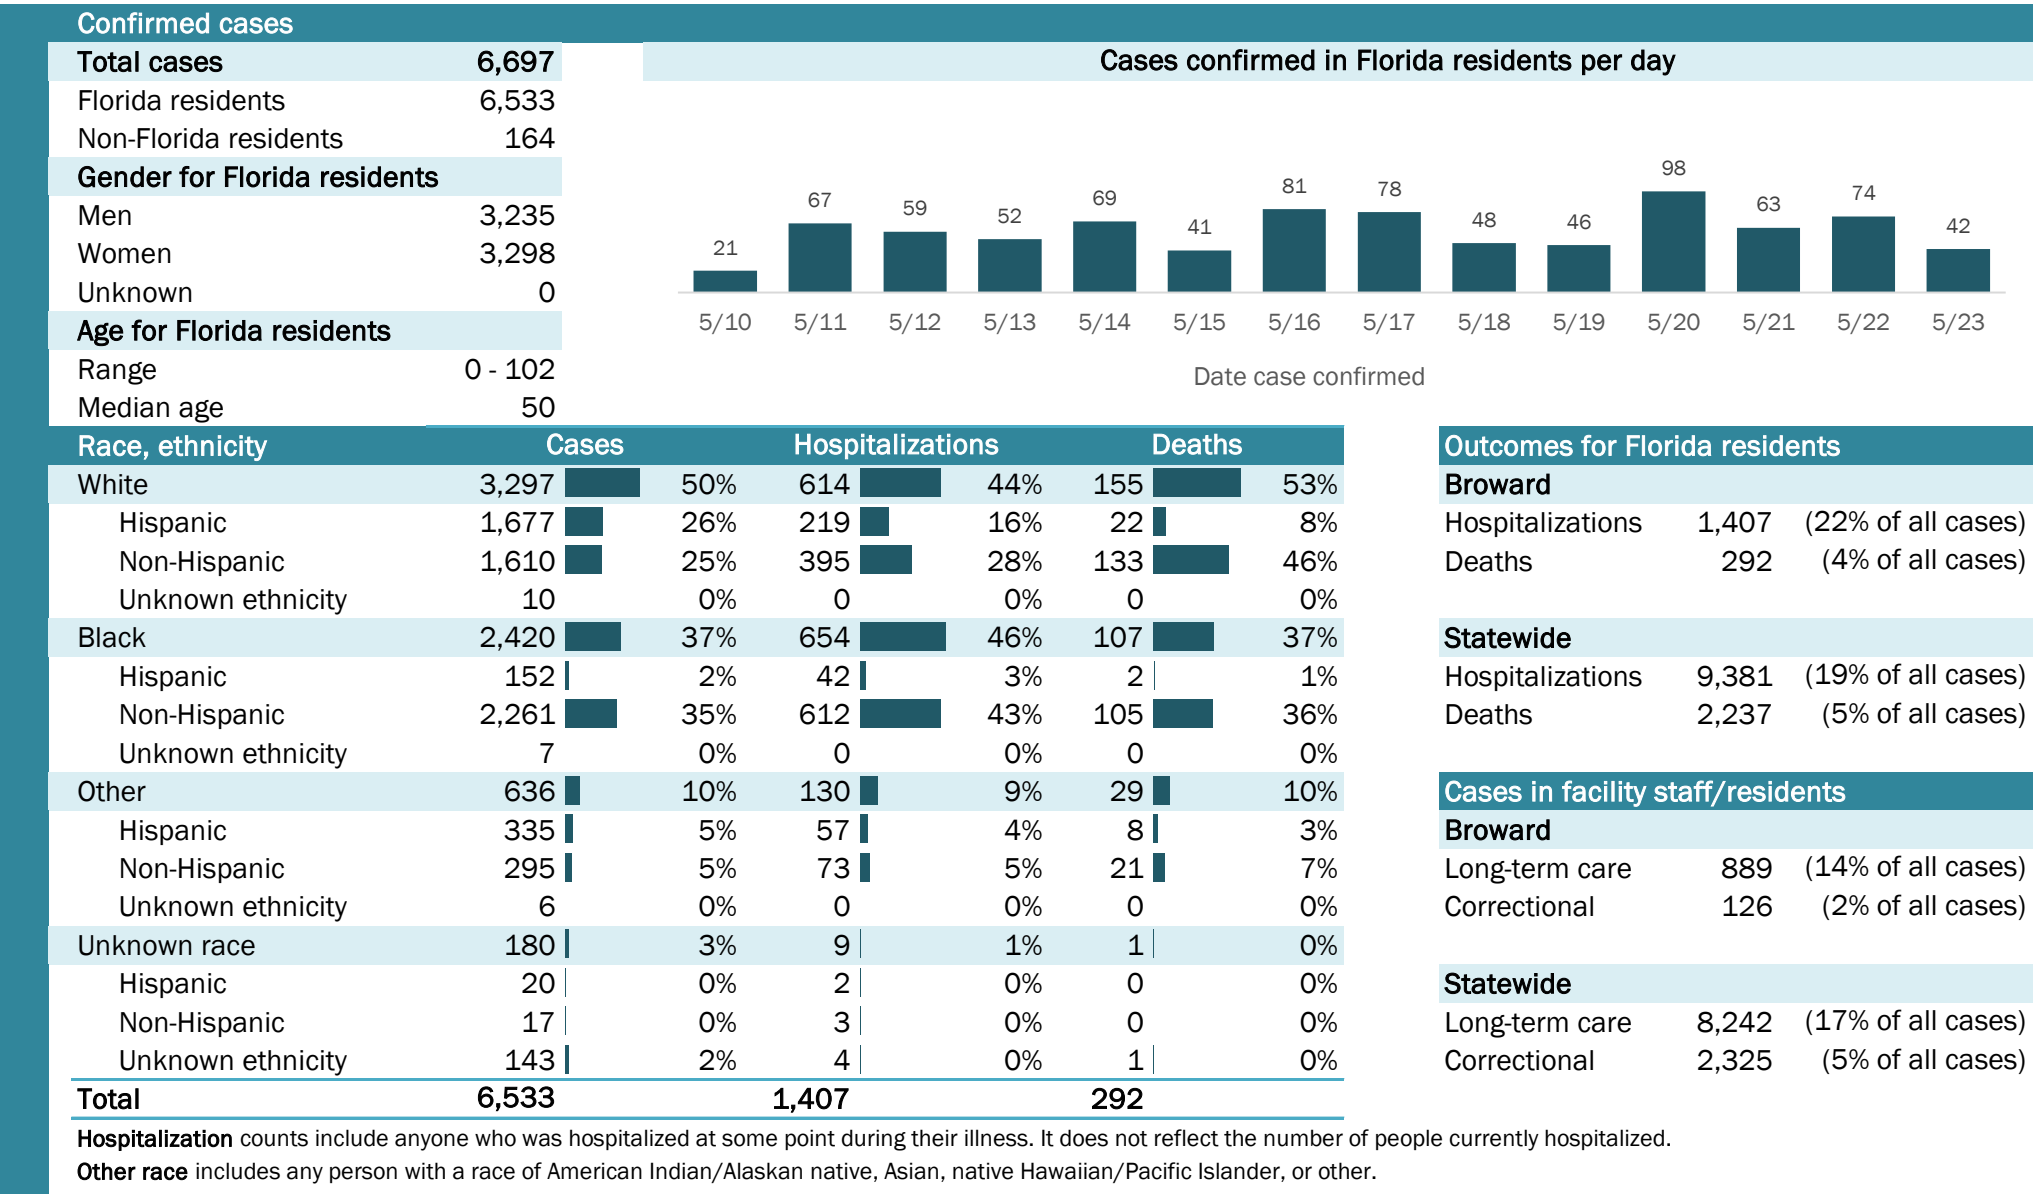 Confirmed cases
Total cases 6,697
Florida residents 6,533
Non-Florida residents 164
Gender for Florida residents
Men 3,235
Women 3,298
Unknown 0
Age for Florida residents
Range 0 - 102
Median age 50
Cases confirmed in Florida residents per day
21 67 59 52 69 41 81 78 48 46 98 63 74 42
5/10 5/11 5/12 5/13 5/14 5/15 5/16 5/17 5/18 5/19 5/20 5/21 5/22 5/23
Date case confirmed
Race, ethnicity Cases Hospitalizations Deaths
White 3,297 50% 614 44% 155 53%
Hispanic 1,677 26% 219 16% 22 8%
Non-Hispanic 1,610 25% 395 28% 133 46%
Unknown ethnicity 10 0% 0 0% 0 0%
Black 2,420 37% 654 46% 107 37%
Hispanic 152 2% 42 3% 2 1%
Non-Hispanic 2,261 35% 612 43% 105 36%
Unknown ethnicity 7 0% 0 0% 0 0%
Other 636 10% 130 9% 29 10%
Hispanic 335 5% 57 4% 8 3%
Non-Hispanic 295 5% 73 5% 21 7%
Unknown ethnicity 6 0% 0 0% 0 0%
Unknown race 180 3% 9 1% 1 0%
Hispanic 20 0% 2 0% 0 0%
Non-Hispanic 17 0% 3 0% 0 0%
Unknown ethnicity 143 2% 4 0% 1 0%
Total 6,533 1,407 292
Outcomes for Florida residents
Broward
Hospitalizations 1,407 (22% of all cases)
Deaths 292 (4% of all cases)
Statewide
Hospitalizations 9,381 (19% of all cases)
Deaths 2,237 (5% of all cases)
Cases in facility staff/residents
Broward
Long-term care 889 (14% of all cases)
Correctional 126 (2% of all cases)
Statewide
Long-term care 8,242 (17% of all cases)
Correctional 2,325 (5% of all cases)
Hospitalization counts include anyone who was hospitalized at some point during their illness. It does not reflect the number of people currently hospitalized.
Other race includes any person with a race of American Indian/Alaskan native, Asian, native Hawaiian/Pacific Islander, or other.